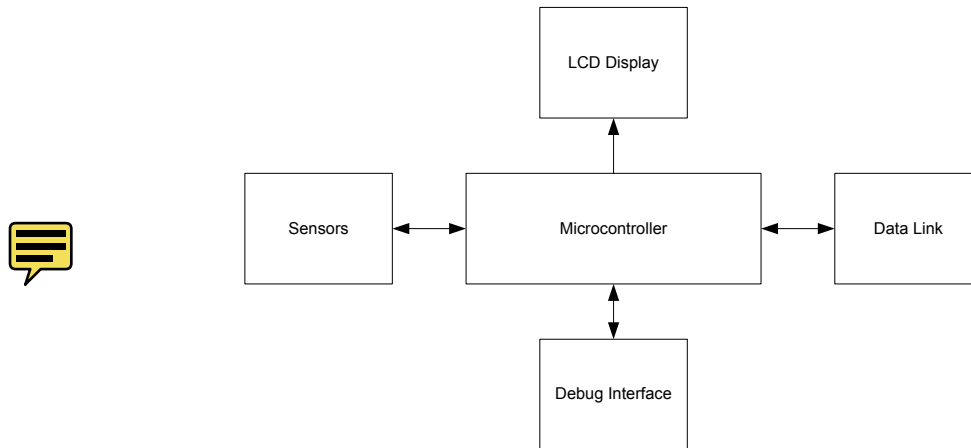 LCD Display
Sensors
Microcontroller
Data Link
Debug Interface